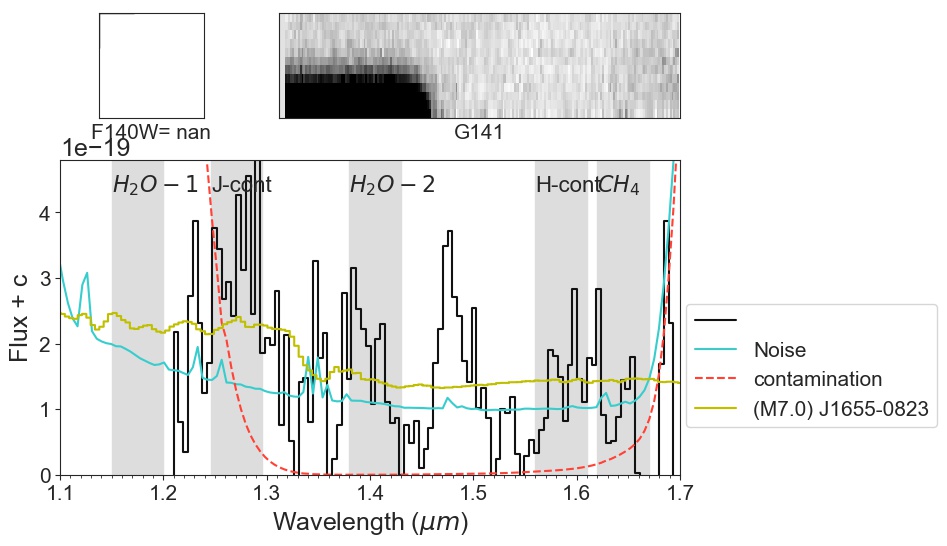 F140W= nan
G141
1e−19
H₂O − 1
J-cont
H₂O − 2
H-cont
CH₄
4
3
2
1
0
Flux + c
1.1 1.2 1.3 1.4 1.5 1.6 1.7
Wavelength (μm)
Noise
contamination
(M7.0) J1655-0823